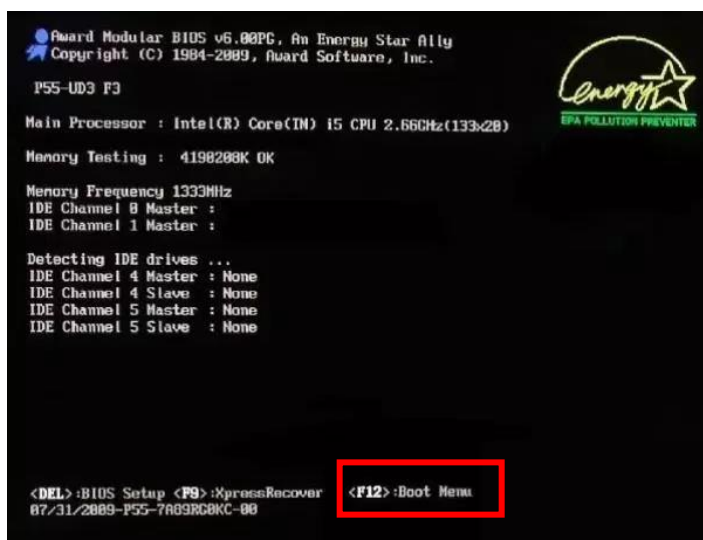 Award Modular BIOS v6.00PG, An Energy Star Ally
Copyright (C) 1984-2009, Award Software, Inc.
energy
EPA POLLUTION PREVENTER
P55-UD3 F3
Main Processor : Intel(R) Core(TM) i5 CPU 2.66GHz(133x20)
Memory Testing : 4190208K OK
Memory Frequency 1333MHz
IDE Channel 0 Master :
IDE Channel 1 Master :
Detecting IDE drives ...
IDE Channel 4 Master : None
IDE Channel 4 Slave : None
IDE Channel 5 Master : None
IDE Channel 5 Slave : None
<DEL>:BIOS Setup <F9>:XpressRecover <F12>:Boot Menu
07/31/2009-P55-7A89RG0KC-00